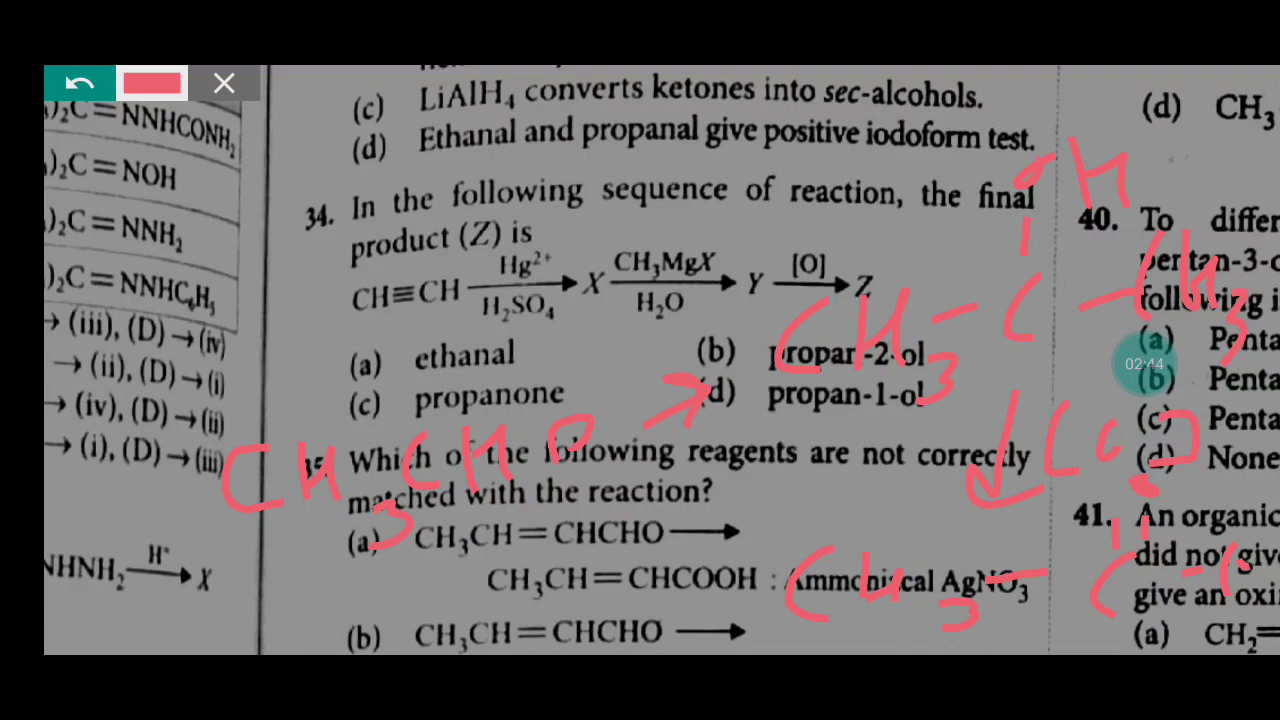 )₂C=NNHCONH₂
)₂C=NOH
)₂C=NNH₂
)₂C=NNHC₆H₅
→ (iii), (D) → (iv)
→ (ii), (D) → (i)
→ (iv), (D) → (ii)
→ (i), (D) → (iii)
NHNH₂ —H⁺→ X
(c) LiAlH₄ converts ketones into sec-alcohols.
(d) Ethanal and propanal give positive iodoform test.
34. In the following sequence of reaction, the final
product (Z) is
CH≡CH —Hg²⁺/H₂SO₄→ X —CH₃MgX/H₂O→ Y —[O]→ Z
(a) ethanal (b) propan-2-ol
(c) propanone (d) propan-1-ol
35. Which of the following reagents are not correctly
matched with the reaction?
(a) CH₃CH=CHCHO →
CH₃CH=CHCOOH : Ammoniacal AgNO₃
(b) CH₃CH=CHCHO →
(d) CH₃
40. To differ
pentan-3-o
following i
(a) Penta
(b) Penta
(c) Penta
(d) None
41. An organic
did not giv
give an oxi
(a) CH₂=
OH
CH₃-C-CH₃
CH₃CHO →
↓ [O]
CH₃-C-C
02:44